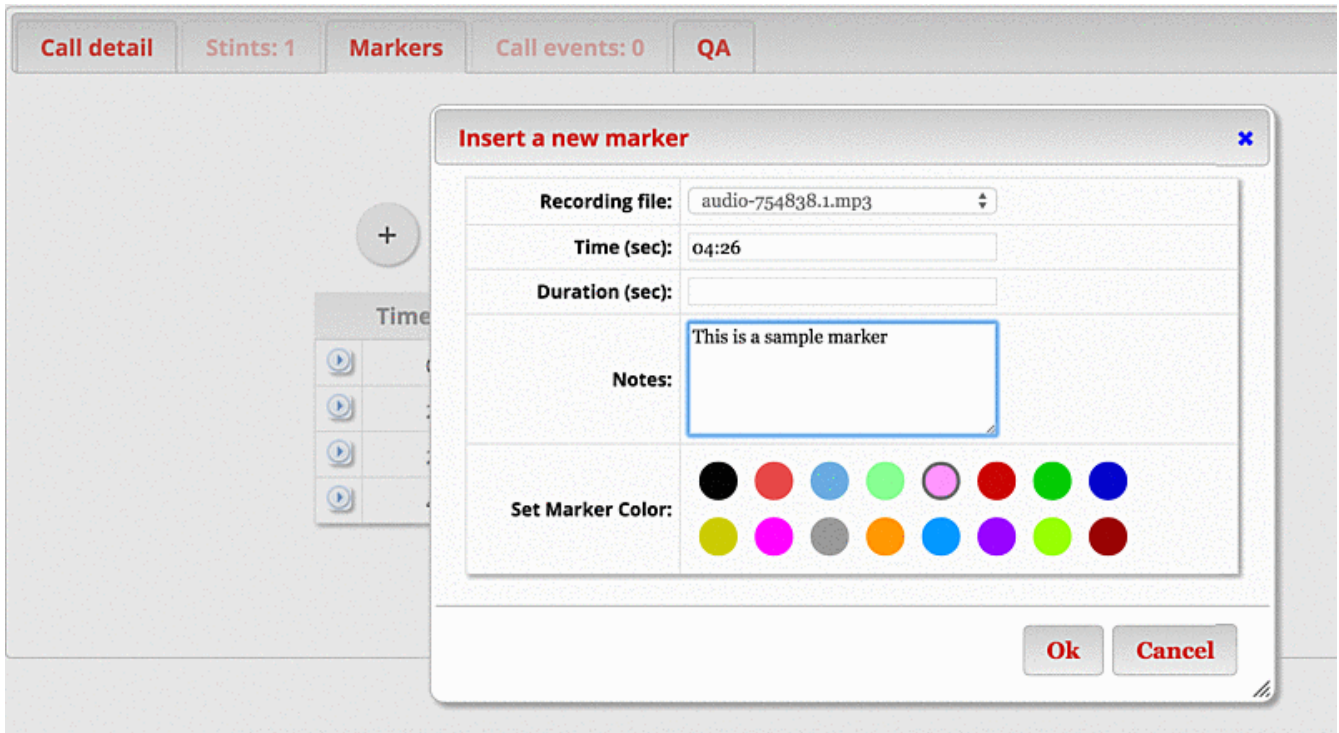 Call detail Stints: 1 Markers Call events: 0 QA
Insert a new marker
Recording file: audio-754838.1.mp3
+
Time (sec): 04:26
Duration (sec):
Time
This is a sample marker
Notes:
Set Marker Color:
Ok Cancel